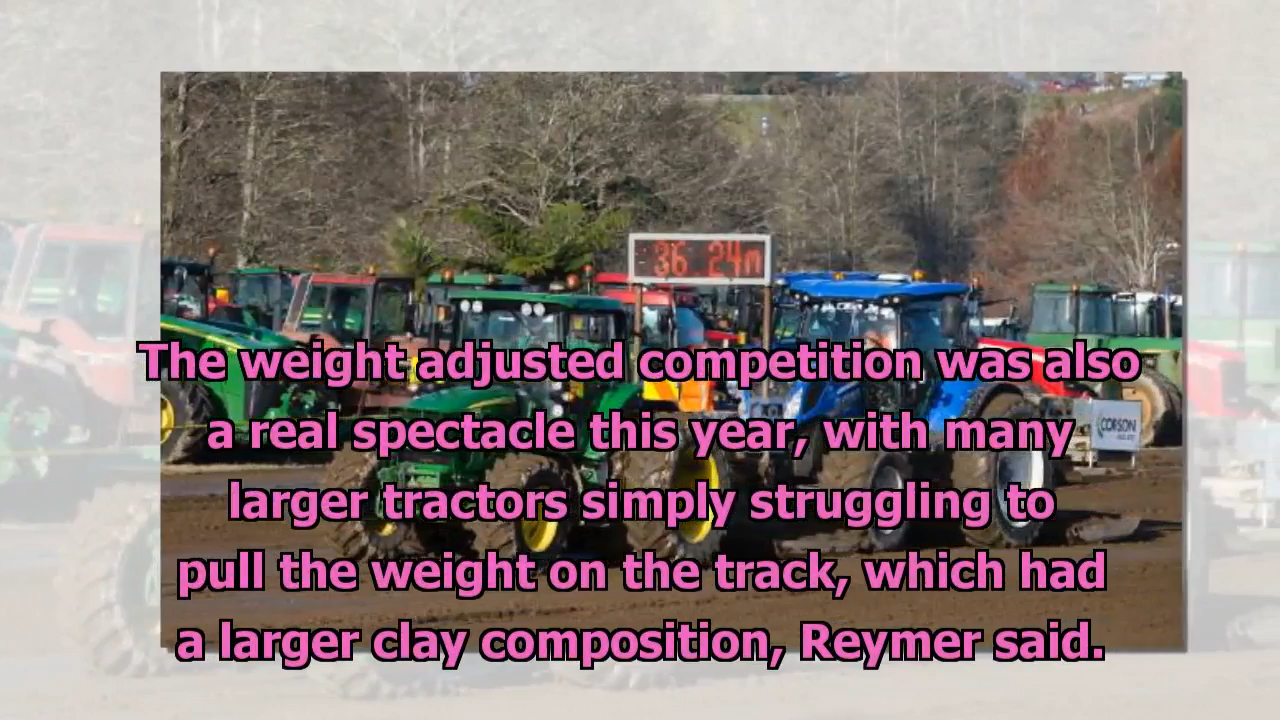 36 24m
The weight adjusted competition was also
a real spectacle this year, with many
CORSON
larger tractors simply struggling to
pull the weight on the track, which had
a larger clay composition, Reymer said.